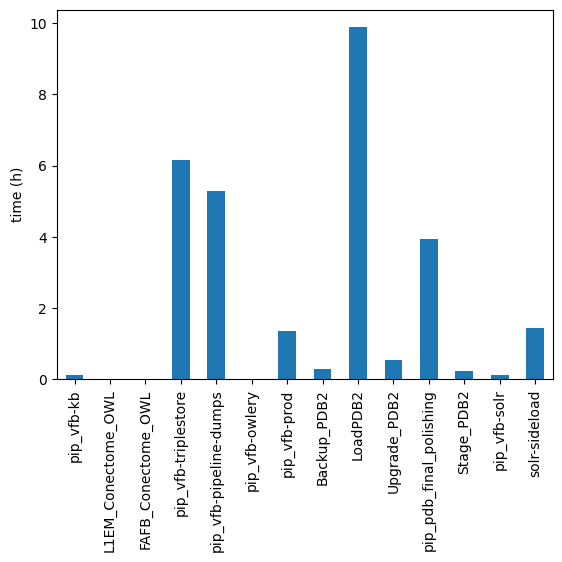 10
8
6
4
2
0
time (h)
pip_vfb-kb
L1EM_Conectome_OWL
FAFB_Conectome_OWL
pip_vfb-triplestore
pip_vfb-pipeline-dumps
pip_vfb-owlery
pip_vfb-prod
Backup_PDB2
LoadPDB2
Upgrade_PDB2
pip_pdb_final_polishing
Stage_PDB2
pip_vfb-solr
solr-sideload